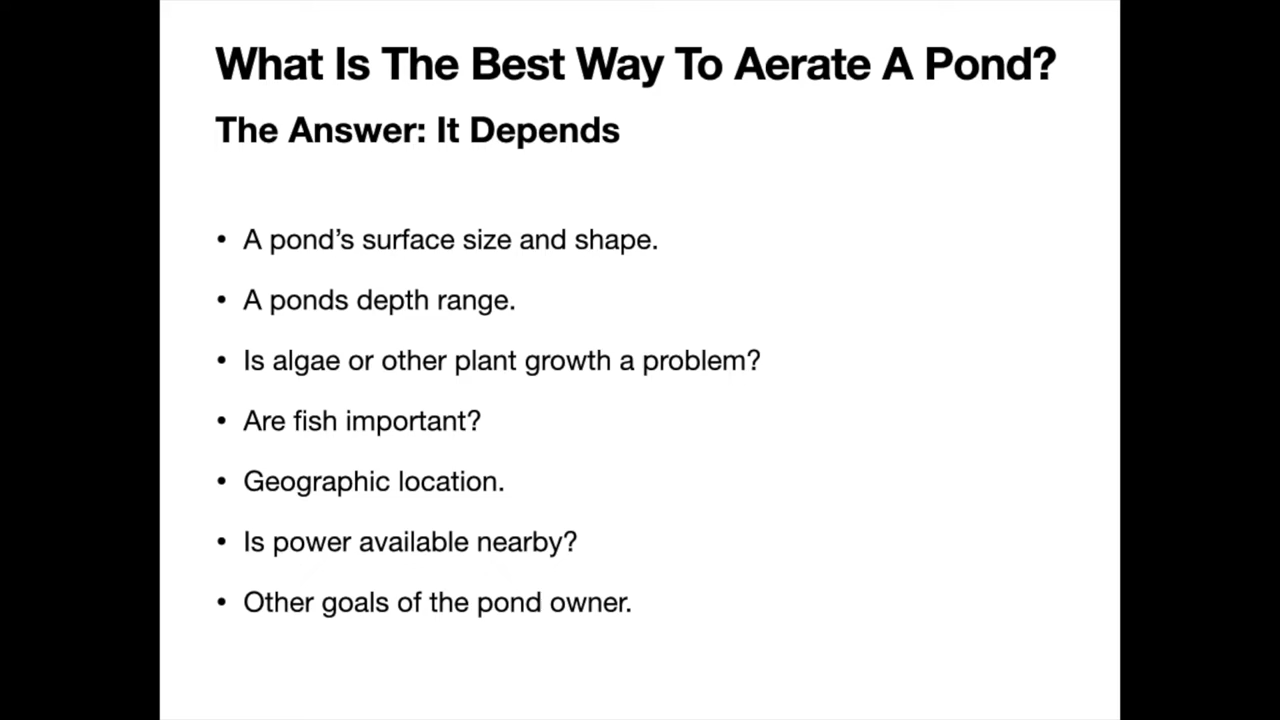 What Is The Best Way To Aerate A Pond?
The Answer: It Depends
• A pond’s surface size and shape.
• A ponds depth range.
• Is algae or other plant growth a problem?
• Are fish important?
• Geographic location.
• Is power available nearby?
• Other goals of the pond owner.